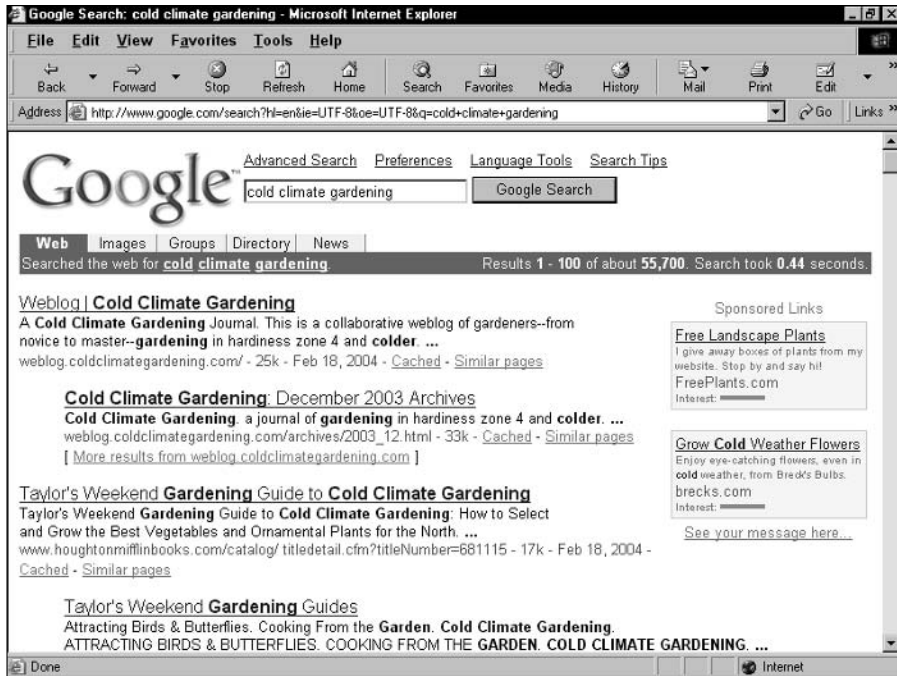 Google Search: cold climate gardening - Microsoft Internet Explorer
File Edit View Favorites Tools Help
Back Forward Stop Refresh Home Search Favorites Media History Mail Print Edit »
Address http://www.google.com/search?hl=en&ie=UTF-8&oe=UTF-8&q=cold+climate+gardening Go Links »
Advanced Search Preferences Language Tools Search Tips
Google™ cold climate gardening Google Search
Web Images Groups Directory News
Searched the web for cold climate gardening. Results 1 - 100 of about 55,700. Search took 0.44 seconds.
Weblog | Cold Climate Gardening
A Cold Climate Gardening Journal. This is a collaborative weblog of gardeners--from
novice to master--gardening in hardiness zone 4 and colder. ...
weblog.coldclimategardening.com/ - 25k - Feb 18, 2004 - Cached - Similar pages
Cold Climate Gardening: December 2003 Archives
Cold Climate Gardening. a journal of gardening in hardiness zone 4 and colder. ...
weblog.coldclimategardening.com/archives/2003_12.html - 33k - Cached - Similar pages
[ More results from weblog.coldclimategardening.com ]
Taylor's Weekend Gardening Guide to Cold Climate Gardening
Taylor's Weekend Gardening Guide to Cold Climate Gardening: How to Select
and Grow the Best Vegetables and Ornamental Plants for the North. ...
www.houghtonmifflinbooks.com/catalog/ titledetail.cfm?titleNumber=681115 - 17k - Feb 18, 2004 -
Cached - Similar pages
Taylor's Weekend Gardening Guides
Attracting Birds & Butterflies. Cooking From the Garden. Cold Climate Gardening.
ATTRACTING BIRDS & BUTTERFLIES. COOKING FROM THE GARDEN. COLD CLIMATE GARDENING. ...
Sponsored Links
Free Landscape Plants
I give away boxes of plants from my
website. Stop by and say hi!
FreePlants.com
Interest:
Grow Cold Weather Flowers
Enjoy eye-catching flowers, even in
cold weather, from Breck's Bulbs.
brecks.com
Interest:
See your message here...
Done Internet